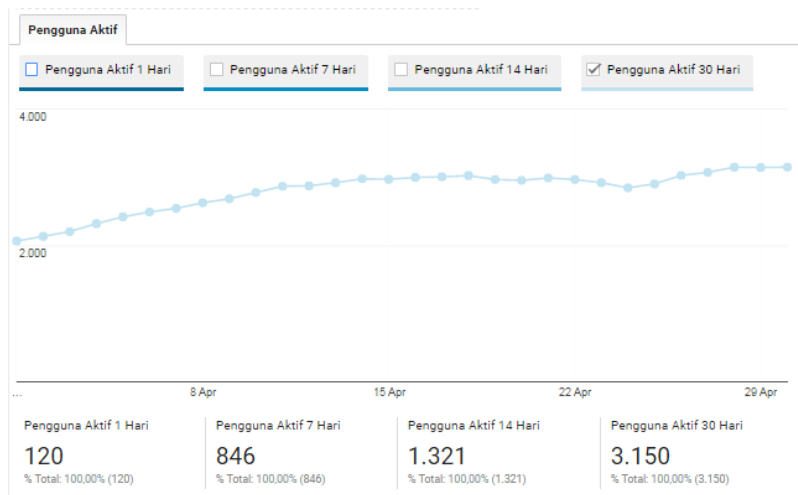 Pengguna Aktif
Pengguna Aktif 1 Hari
Pengguna Aktif 7 Hari
Pengguna Aktif 14 Hari
Pengguna Aktif 30 Hari
4.000
2.000
...
8 Apr
15 Apr
22 Apr
29 Apr
Pengguna Aktif 1 Hari
120
% Total: 100,00% (120)
Pengguna Aktif 7 Hari
846
% Total: 100,00% (846)
Pengguna Aktif 14 Hari
1.321
% Total: 100,00% (1.321)
Pengguna Aktif 30 Hari
3.150
% Total: 100,00% (3.150)